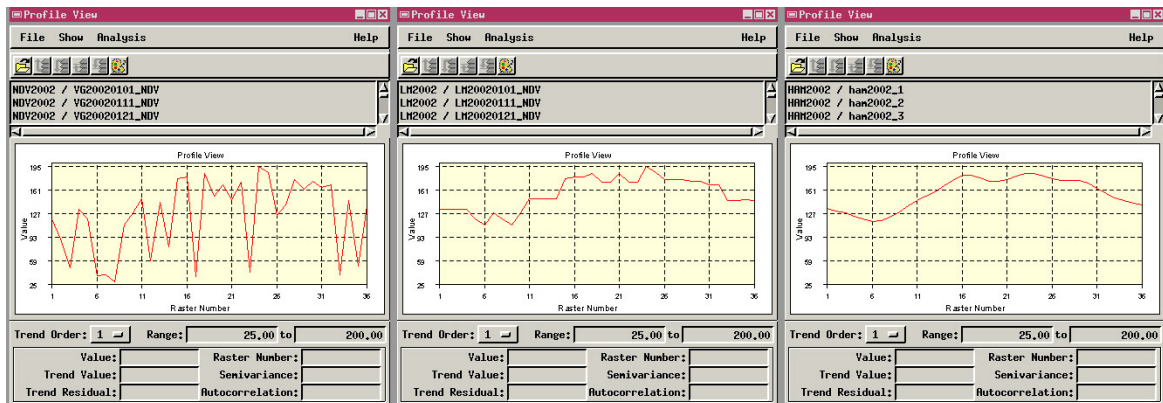 Profile View
File Show Analysis Help
NDV2002 / VG20020101_NDV
NDV2002 / VG20020111_NDV
NDV2002 / VG20020121_NDV
Profile View
195
161
127
93
59
25
Value
1 6 11 16 21 26 31 36
Raster Number
Trend Order: 1 Range: 25.00 to 200.00
Value: Raster Number:
Trend Value: Semivariance:
Trend Residual: Autocorrelation:
Profile View
File Show Analysis Help
LM2002 / LM20020101_NDV
LM2002 / LM20020111_NDV
LM2002 / LM20020121_NDV
Profile View
195
161
127
93
59
25
Value
1 6 11 16 21 26 31 36
Raster Number
Trend Order: 1 Range: 25.00 to 200.00
Value: Raster Number:
Trend Value: Semivariance:
Trend Residual: Autocorrelation:
Profile View
File Show Analysis Help
HAM2002 / ham2002_1
HAM2002 / ham2002_2
HAM2002 / ham2002_3
Profile View
195
161
127
93
59
25
Value
1 6 11 16 21 26 31 36
Raster Number
Trend Order: 1 Range: 25.00 to 200.00
Value: Raster Number:
Trend Value: Semivariance:
Trend Residual: Autocorrelation: